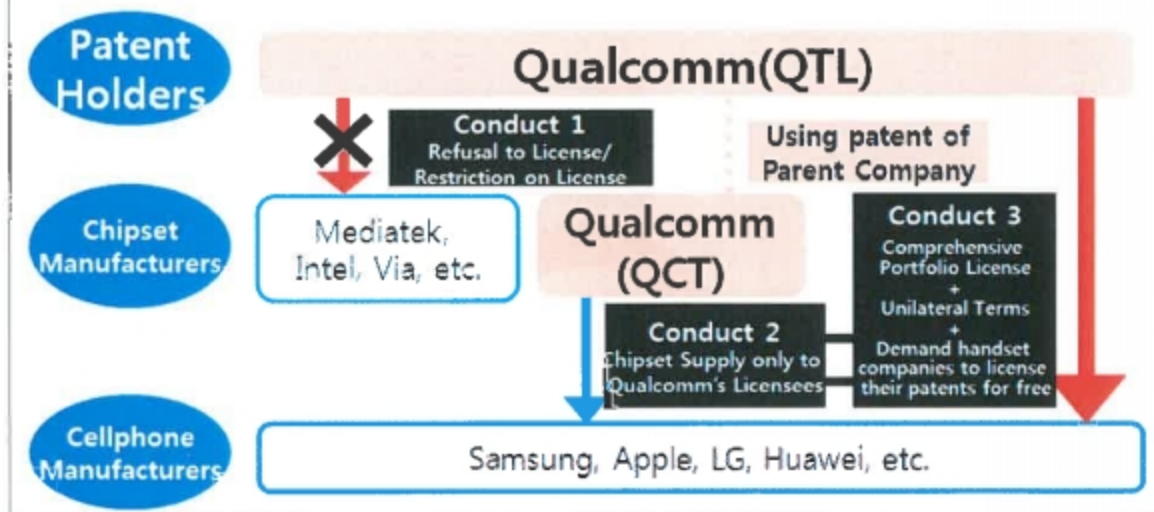 Patent
Holders
Qualcomm(QTL)
Conduct 1
Refusal to License/
Restriction on License
Using patent of
Parent Company
Chipset
Manufacturers
Mediatek,
Intel, Via, etc.
Qualcomm
(QCT)
Conduct 3
Comprehensive
Portfolio License
+
Unilateral Terms
+
Demand handset
companies to license
their patents for free
Conduct 2
Chipset Supply only to
Qualcomm's Licensees
Cellphone
Manufacturers
Samsung, Apple, LG, Huawei, etc.